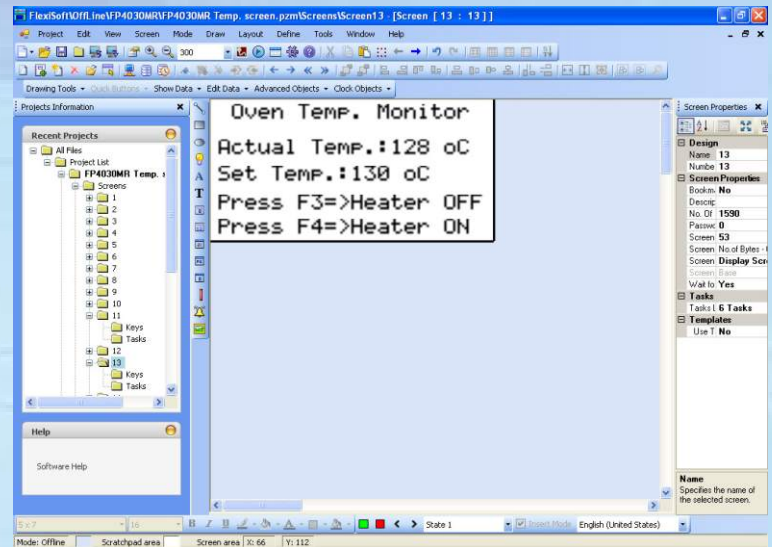 FlexiSoft\OffLine\FP4030MR\FP4030MR Temp. screen.pzm\Screens\Screen13 - [Screen [ 13 : 13 ] ]
Project Edit View Screen Mode Draw Layout Define Tools Window Help
300
Drawing Tools Quick Buttons Show Data Edit Data Advanced Objects Clock Objects
Projects Information
Recent Projects
All Files
Project List
FP4030MR Temp.
Screens
1
2
3
4
5
6
7
8
9
10
11
Keys
Tasks
12
13
Keys
Tasks
Help
Software Help
Oven Temp. Monitor
Actual Temp.:128 oC
Set Temp.:130 oC
Press F3=>Heater OFF
Press F4=>Heater ON
Screen Properties
Design
Name 13
Numbe 13
Screen Properties
Bookm. No
Descrip
No. Of 1590
Passwc 0
Screen 53
Screen No.of Bytes -
Screen Display Scre
Screen Base
Wait fo Yes
Tasks
Tasks L 6 Tasks
Templates
Use T No
Name
Specifies the name of
the selected screen.
5 x 7 16 B I U A State 1 Insert Mode English (United States)
Mode: Offline Scratchpad area Screen area X: 66 Y: 112